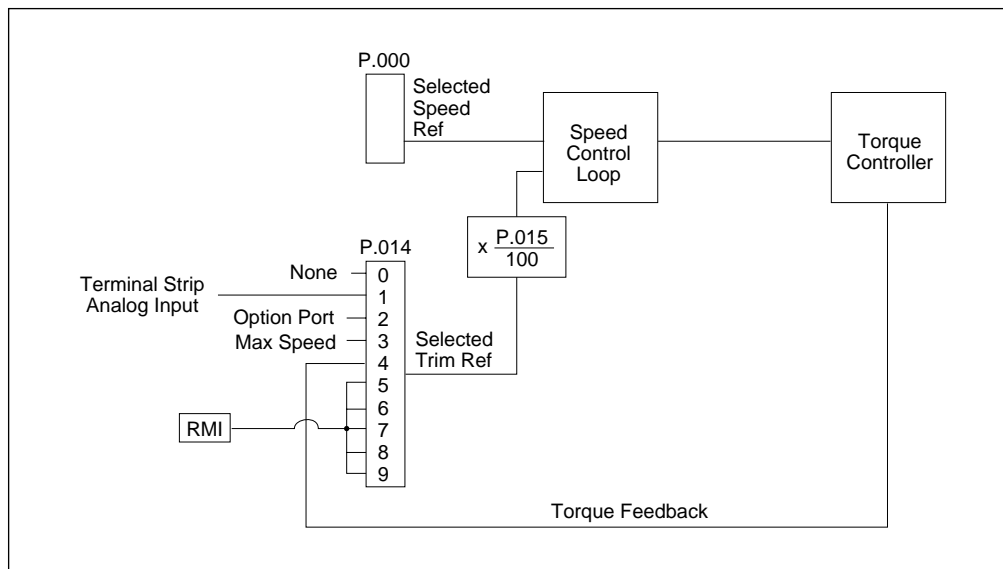 P.000
Selected
Speed
Ref
Speed
Control
Loop
Torque
Controller
x P.015
100
P.014
None
0
Terminal Strip
Analog Input
1
Option Port
2
Max Speed
3
Selected
Trim Ref
4
5
6
RMI
7
8
9
Torque Feedback